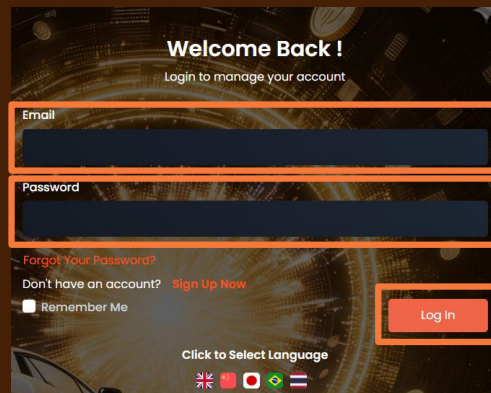 Welcome Back !
Login to manage your account
Email
Password
Forgot Your Password?
Don't have an account? Sign Up Now
Remember Me
Log In
Click to Select Language